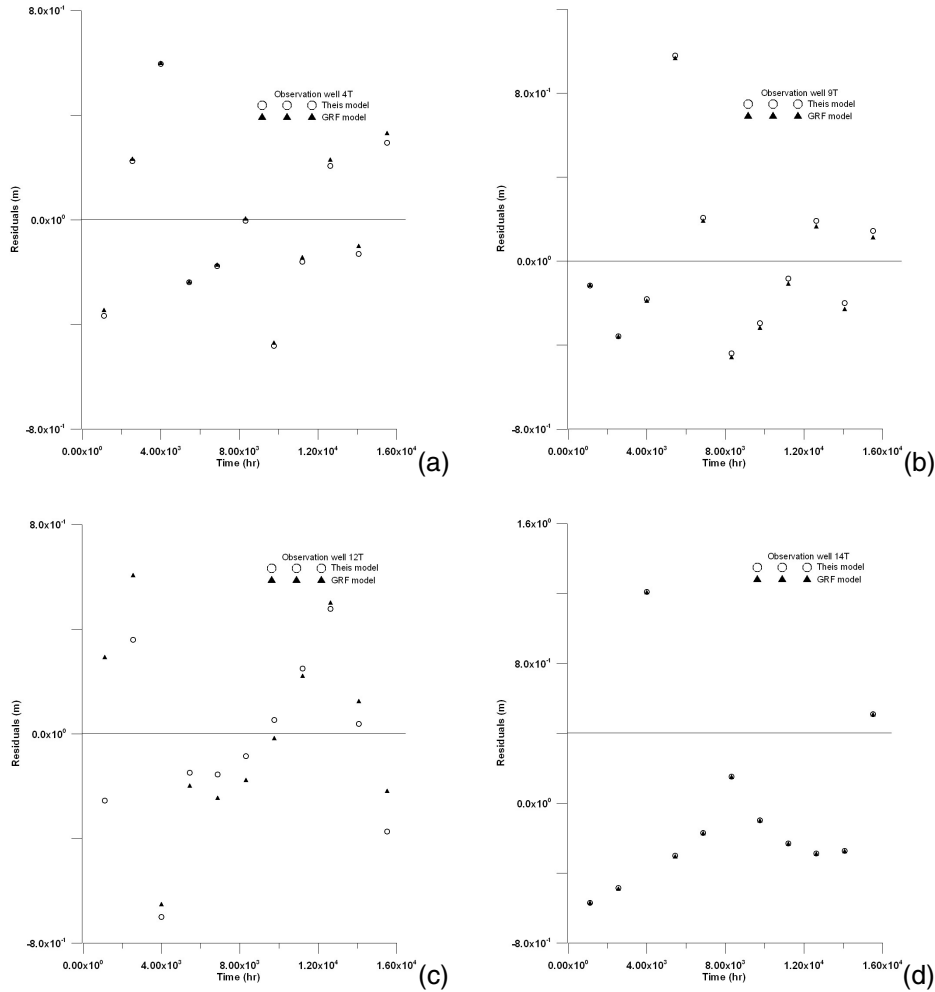 8.0x10⁻¹
Observation well 4T
Theis model
GRF model
Residuals (m)
0.0x10⁰
-8.0x10⁻¹
0.00x10⁰ 4.00x10³ 8.00x10³ 1.20x10⁴ 1.60x10⁴
Time (hr)
(a)
8.0x10⁻¹
Observation well 9T
Theis model
GRF model
Residuals (m)
0.0x10⁰
-8.0x10⁻¹
0.00x10⁰ 4.00x10³ 8.00x10³ 1.20x10⁴ 1.60x10⁴
Time (hr)
(b)
8.0x10⁻¹
Observation well 12T
Theis model
GRF model
Residuals (m)
0.0x10⁰
-8.0x10⁻¹
0.00x10⁰ 4.00x10³ 8.00x10³ 1.20x10⁴ 1.60x10⁴
Time (hr)
(c)
1.6x10⁰
Observation well 14T
Theis model
GRF model
8.0x10⁻¹
Residuals (m)
0.0x10⁰
-8.0x10⁻¹
0.00x10⁰ 4.00x10³ 8.00x10³ 1.20x10⁴ 1.60x10⁴
Time (hr)
(d)